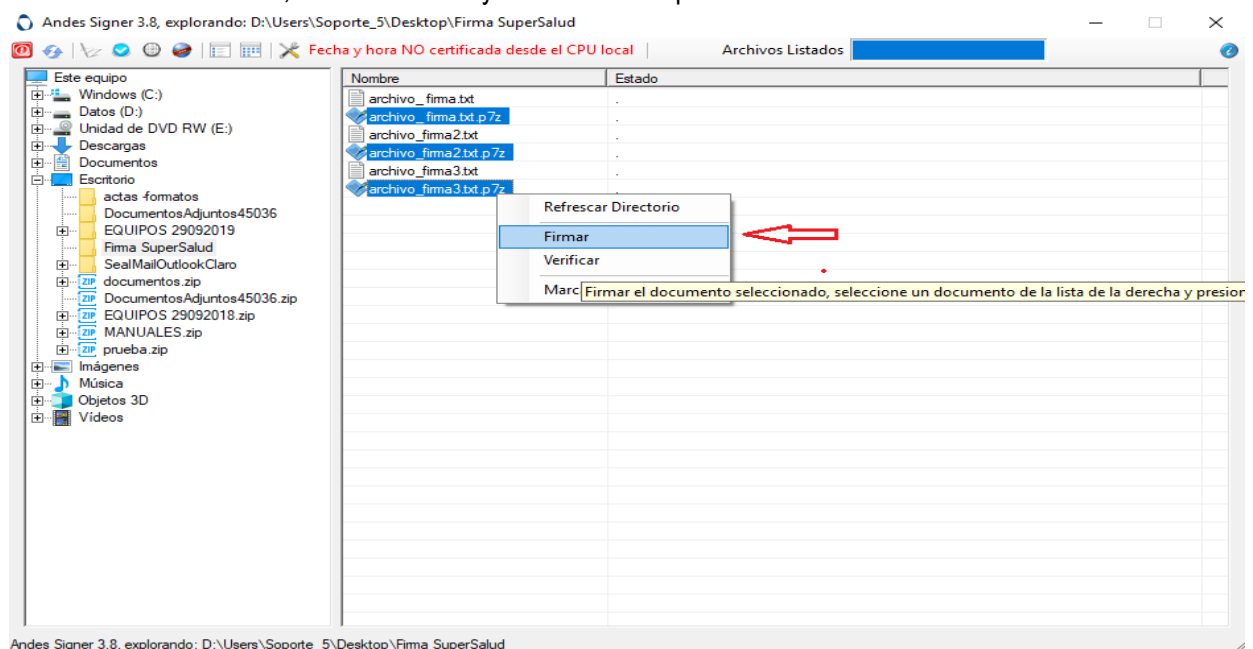 Andes Signer 3.8, explorando: D:\Users\Soporte_5\Desktop\Firma SuperSalud
Fecha y hora NO certificada desde el CPU local
Archivos Listados
Este equipo
Windows (C:)
Datos (D:)
Unidad de DVD RW (E:)
Descargas
Documentos
Escritorio
actas -formatos
DocumentosAdjuntos45036
EQUIPOS 29092019
Firma SuperSalud
SealMailOutlookClaro
documentos.zip
DocumentosAdjuntos45036.zip
EQUIPOS 29092018.zip
MANUALES.zip
prueba.zip
Imágenes
Música
Objetos 3D
Vídeos
Nombre Estado
archivo_ firma.txt .
archivo_ firma.txt.p7z .
archivo_firma2.txt .
archivo_firma2.txt.p7z .
archivo_firma3.txt .
archivo_firma3.txt.p7z .
Refrescar Directorio
Firmar
Verificar
Marc
Firmar el documento seleccionado, seleccione un documento de la lista de la derecha y presion
Andes Signer 3.8, explorando: D:\Users\Soporte_5\Desktop\Firma SuperSalud